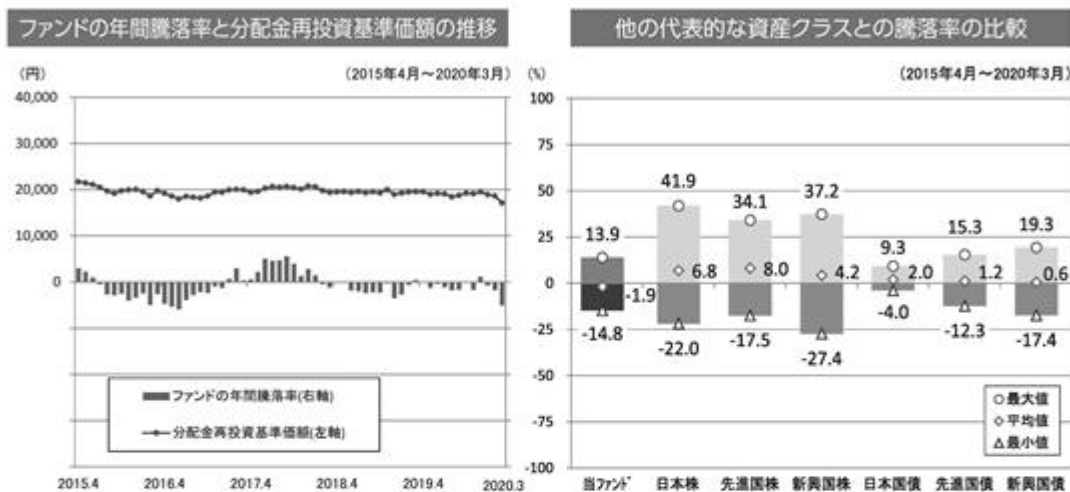 ファンドの年間騰落率と分配金再投資基準価額の推移
(円)
(2015年4月～2020年3月)
40,000
30,000
20,000
10,000
0
ファンドの年間騰落率(右軸)
分配金再投資基準価額(左軸)
2015.4 2016.4 2017.4 2018.4 2019.4 2020.3
他の代表的な資産クラスとの騰落率の比較
(%)
(2015年4月～2020年3月)
100
75
50
25
0
-25
-50
-75
-100
13.9 41.9 34.1 37.2 9.3 15.3 19.3
-1.9 6.8 8.0 4.2 2.0 1.2 0.6
-14.8 -22.0 -17.5 -27.4 -4.0 -12.3 -17.4
○最大値
◇平均値
△最小値
当ファンド 日本株 先進国株 新興国株 日本国債 先進国債 新興国債